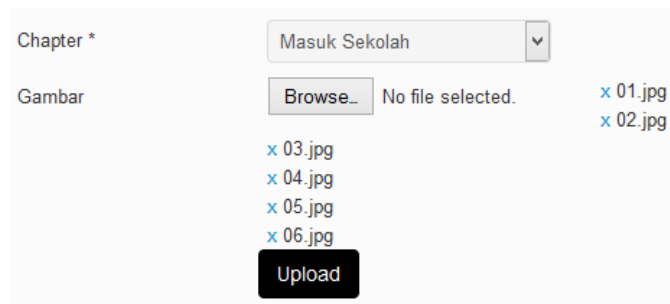 Chapter *
Masuk Sekolah
Gambar
Browse_ No file selected.
x 01.jpg
x 02.jpg
x 03.jpg
x 04.jpg
x 05.jpg
x 06.jpg
Upload